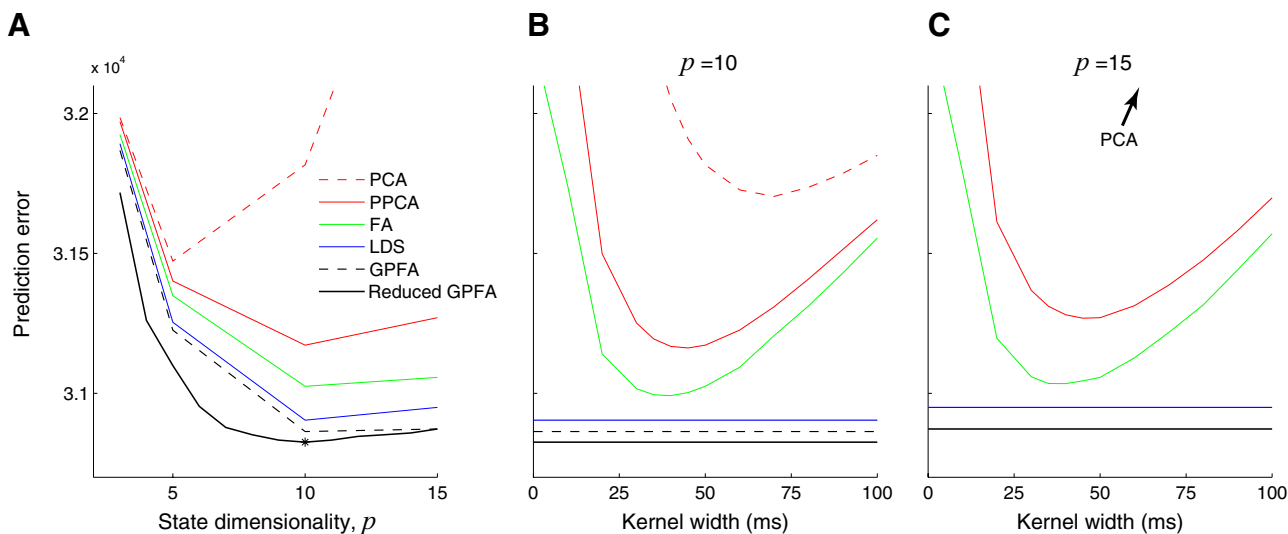 A
B
C
x 10⁴
p =10
p =15
3.2
3.15
3.1
Prediction error
PCA
PPCA
FA
LDS
GPFA
Reduced GPFA
PCA
5
10
15
0
25
50
75
100
0
25
50
75
100
State dimensionality, p
Kernel width (ms)
Kernel width (ms)